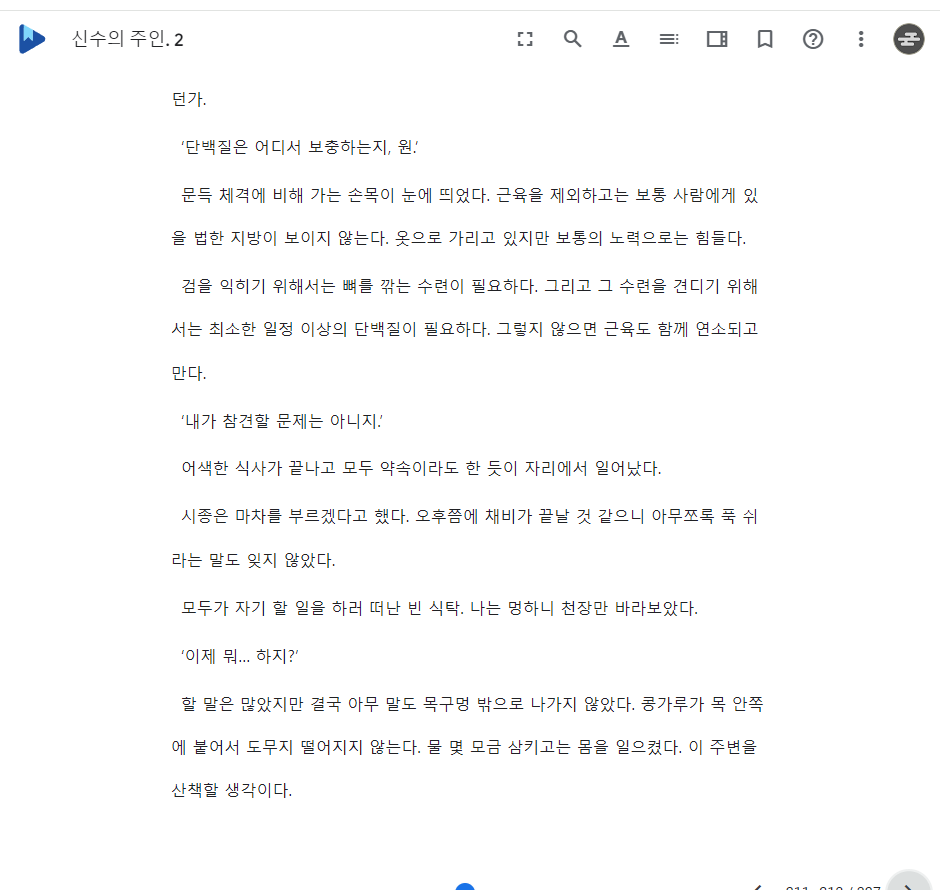 신수의 주인. 2
던가.
'단백질은 어디서 보충하는지, 원.'
문득 체격에 비해 가는 손목이 눈에 띄었다. 근육을 제외하고는 보통 사람에게 있
을 법한 지방이 보이지 않는다. 옷으로 가리고 있지만 보통의 노력으로는 힘들다.
검을 익히기 위해서는 뼈를 깎는 수련이 필요하다. 그리고 그 수련을 견디기 위해
서는 최소한 일정 이상의 단백질이 필요하다. 그렇지 않으면 근육도 함께 연소되고
만다.
'내가 참견할 문제는 아니지.'
어색한 식사가 끝나고 모두 약속이라도 한 듯이 자리에서 일어났다.
시종은 마차를 부르겠다고 했다. 오후쯤에 채비가 끝날 것 같으니 아무쪼록 푹 쉬
라는 말도 잊지 않았다.
모두가 자기 할 일을 하러 떠난 빈 식탁. 나는 멍하니 천장만 바라보았다.
'이제 뭐... 하지?'
할 말은 많았지만 결국 아무 말도 목구멍 밖으로 나가지 않았다. 콩가루가 목 안쪽
에 붙어서 도무지 떨어지지 않는다. 물 몇 모금 삼키고는 몸을 일으켰다. 이 주변을
산책할 생각이다.